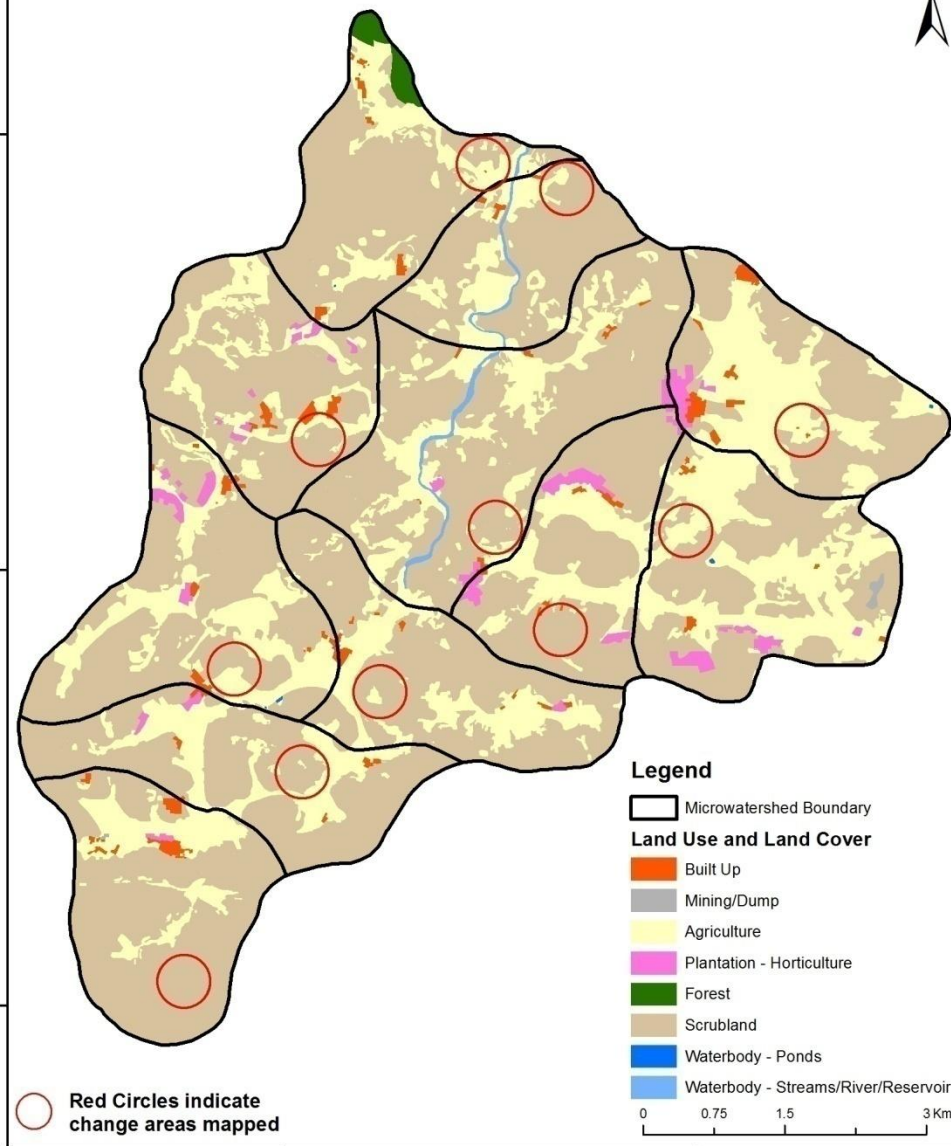 Legend
Microwatershed Boundary
Land Use and Land Cover
Built Up
Mining/Dump
Agriculture
Plantation - Horticulture
Forest
Scrubland
Waterbody - Ponds
Waterbody - Streams/River/Reservoir
0 0.75 1.5 3 Km
Red Circles indicate
change areas mapped